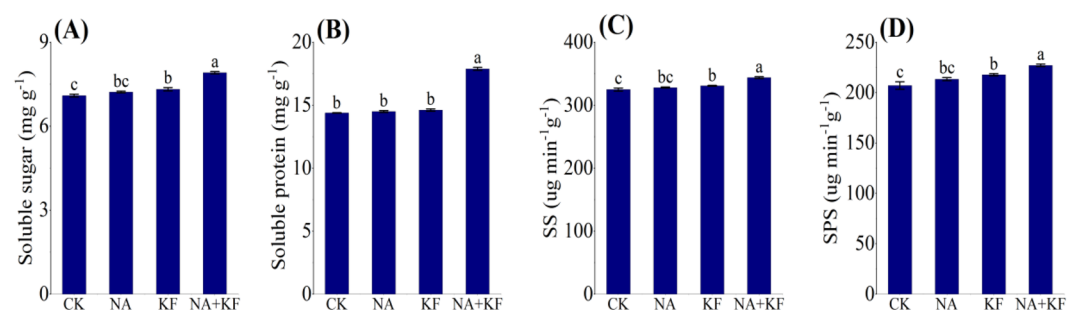 (A)
Soluble sugar (mg g⁻¹)
9
6
3
0
c
bc
b
a
CK NA KF NA+KF
(B)
Soluble protein (mg g⁻¹)
20
15
10
5
0
b
b
b
a
CK NA KF NA+KF
(C)
SS (ug min⁻¹g⁻¹)
400
300
200
100
0
c
bc
b
a
CK NA KF NA+KF
(D)
SPS (ug min⁻¹g⁻¹)
250
200
150
100
50
0
c
bc
b
a
CK NA KF NA+KF